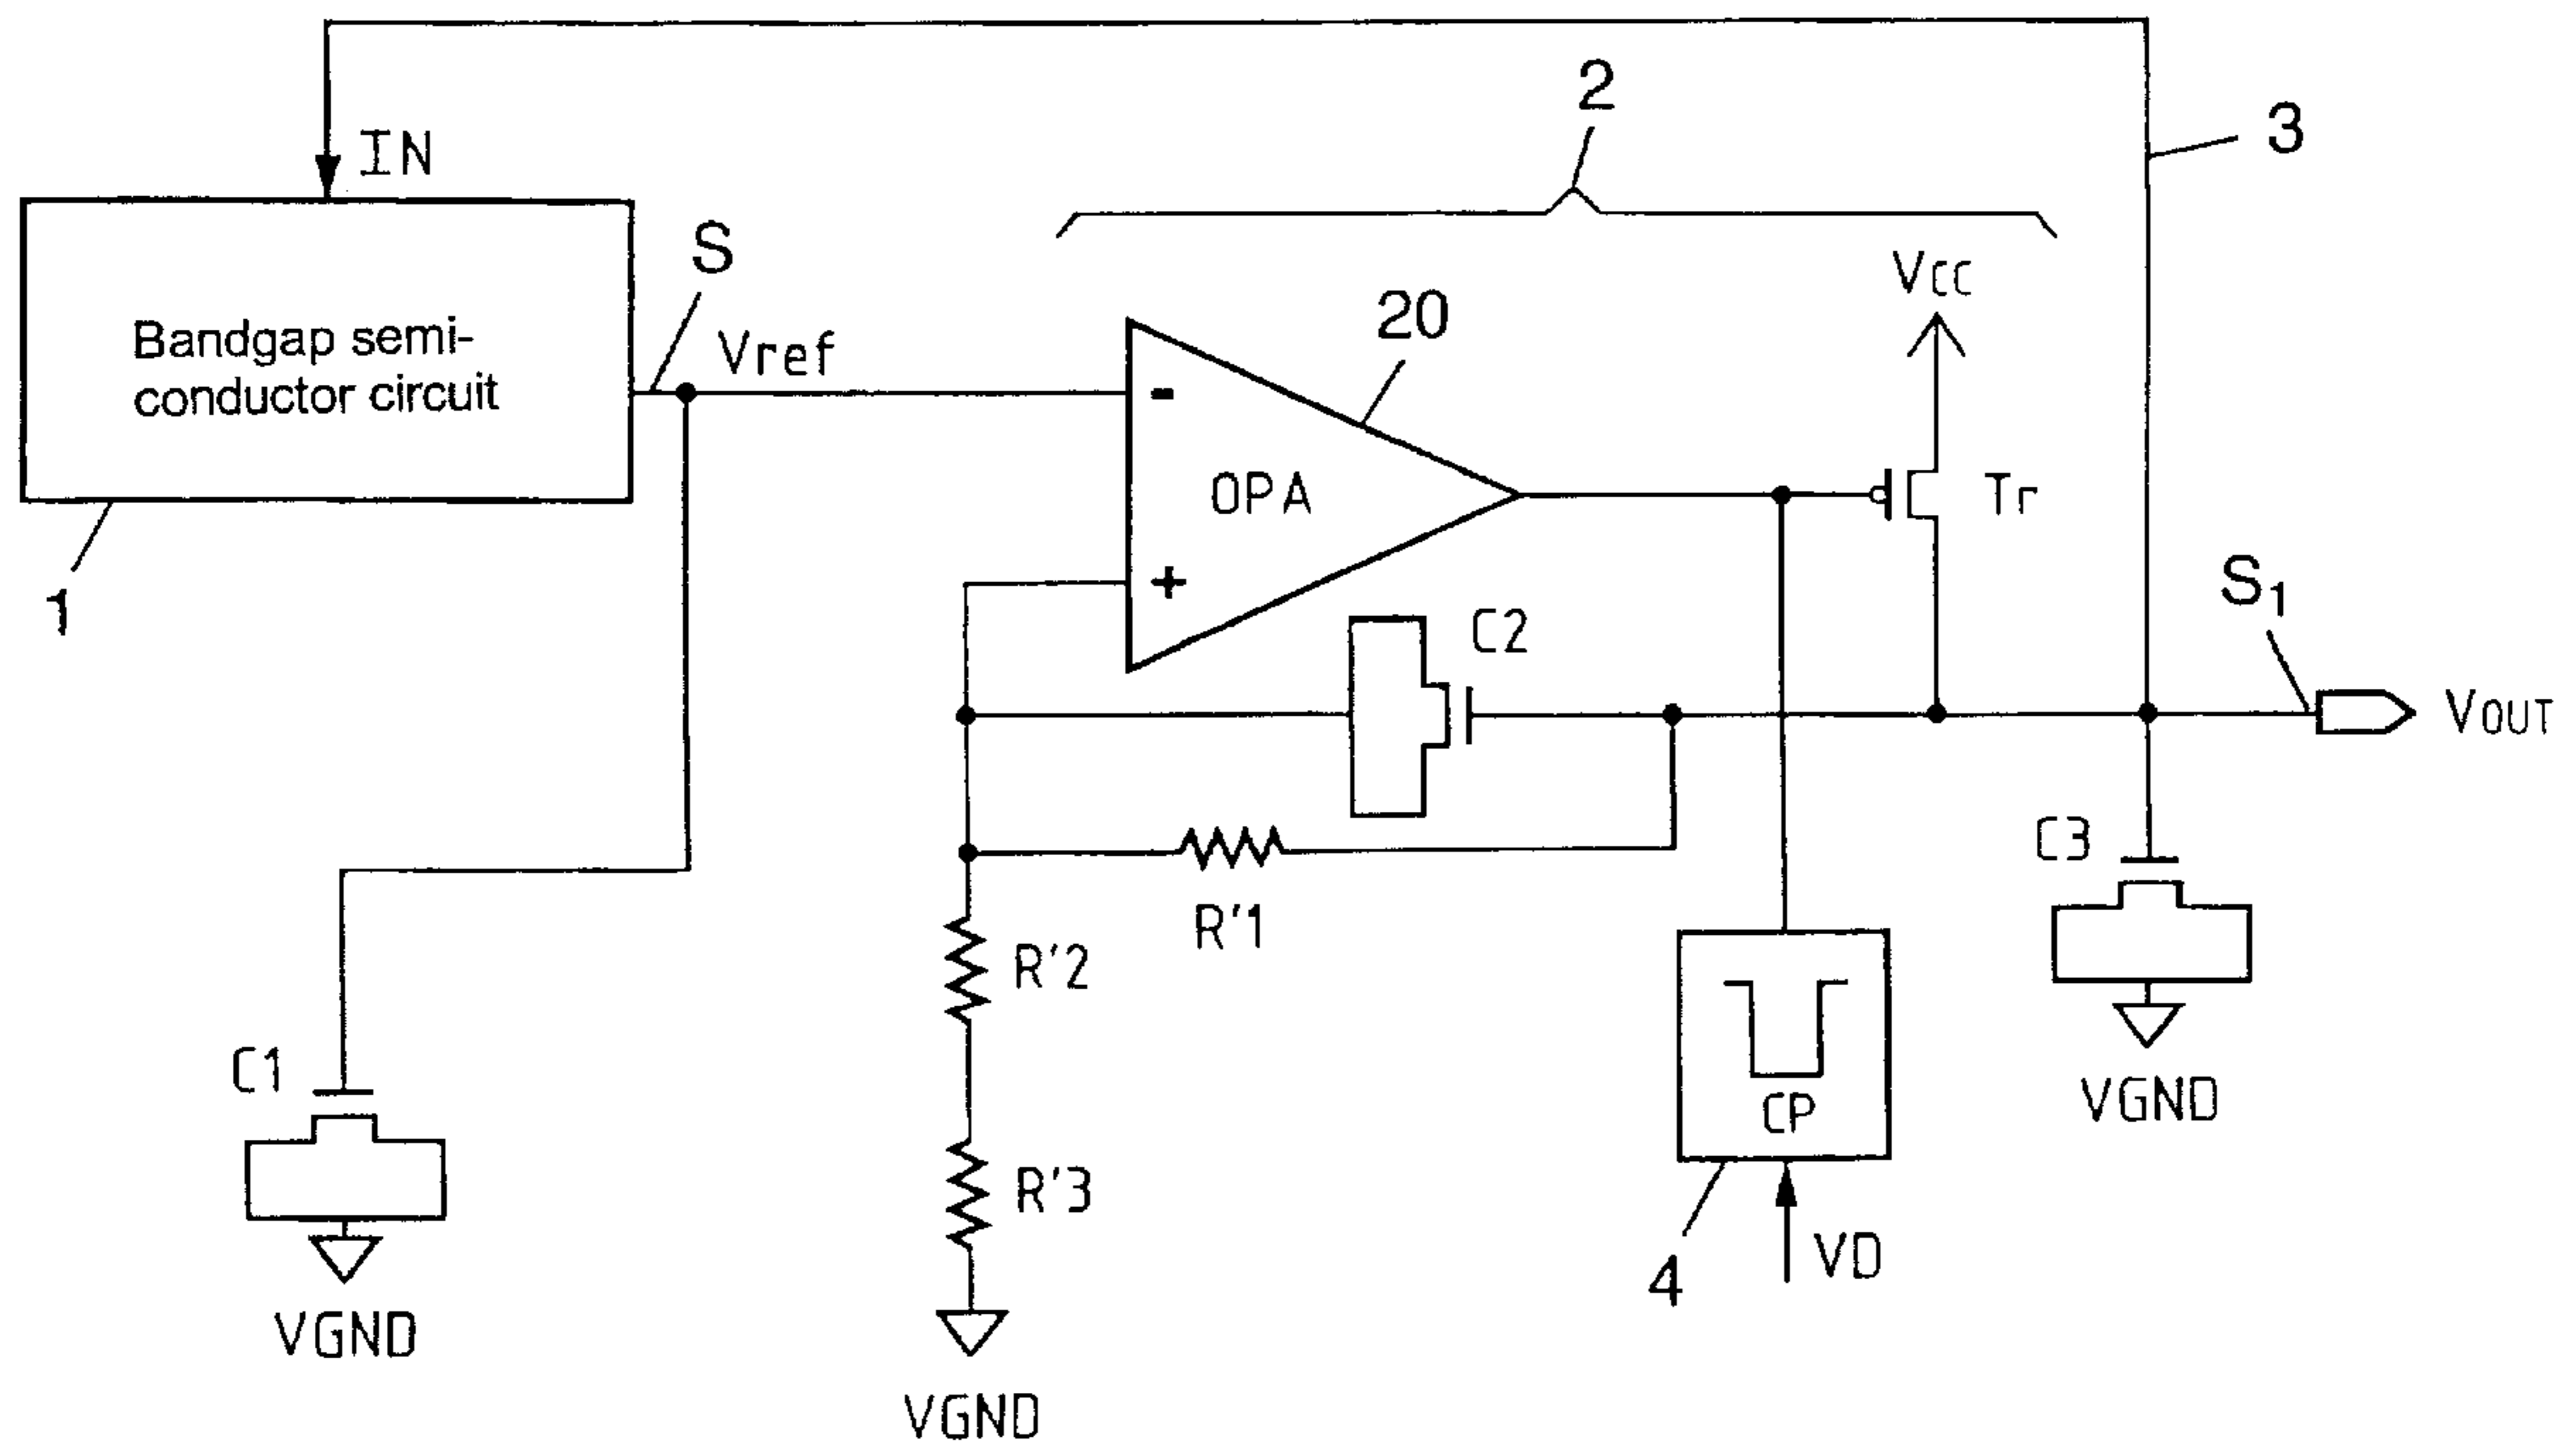 2
3
IN
S
VCC
20
Vref
Bandgap semi-
conductor circuit
-
OPA
Tr
+
1
C2
S1
VOUT
C3
R'1
R'2
CP
VGND
C1
R'3
4
VD
VGND
VGND